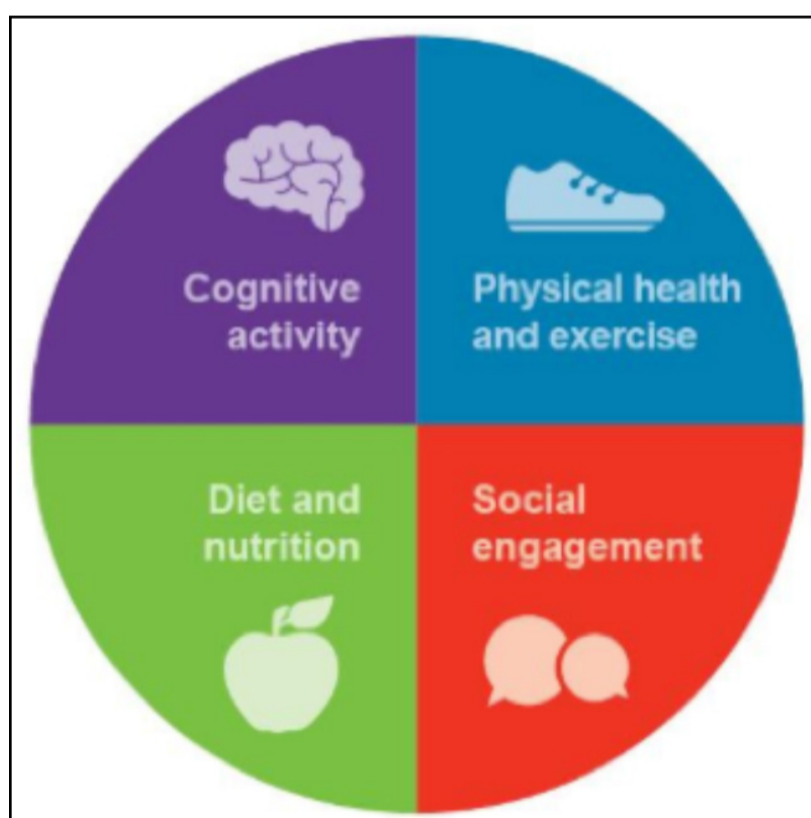 Cognitive
activity
Physical health
and exercise
Diet and
nutrition
Social
engagement